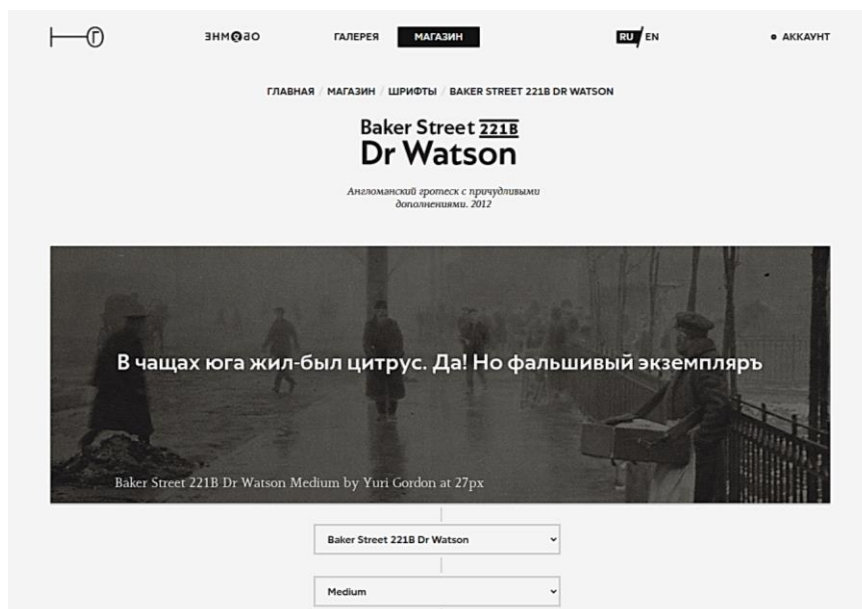 ГАЛЕРЕЯ
МАГАЗИН
RU / EN
АККАУНТ
ГЛАВНАЯ / МАГАЗИН / ШРИФТЫ / BAKER STREET 221B DR WATSON
Baker Street 221B
Dr Watson
Англоманский гротеск с причудливыми
дополнениями. 2012
В чащах юга жил-был цитрус. Да! Но фальшивый экземпляръ
Baker Street 221B Dr Watson Medium by Yuri Gordon at 27px
Baker Street 221B Dr Watson
Medium